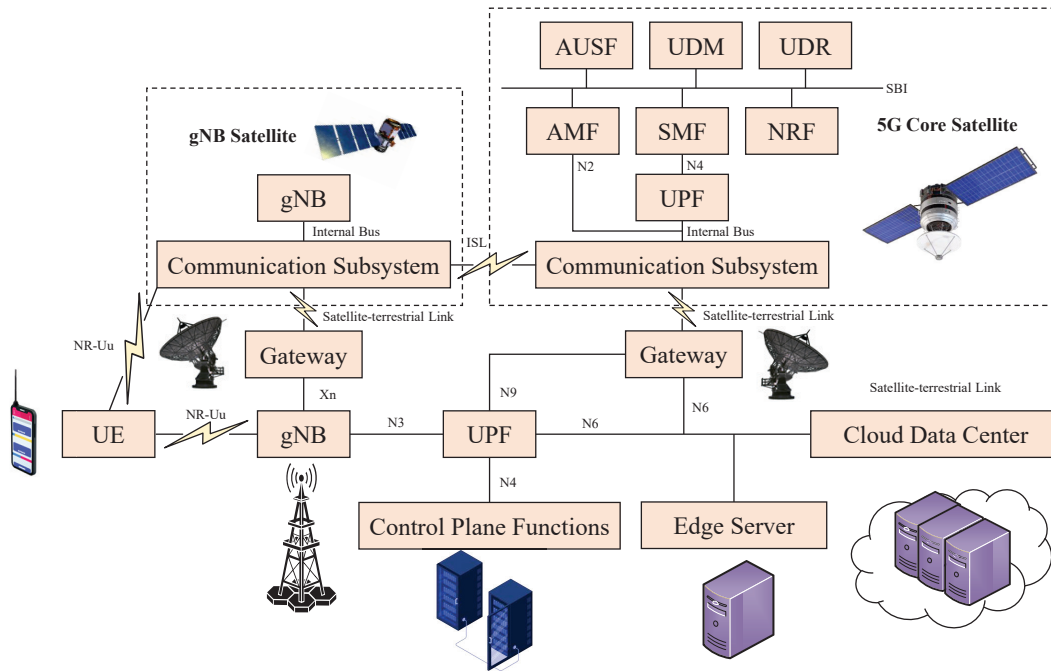 AUSF
UDM
UDR
SBI
gNB Satellite
AMF
SMF
NRF
5G Core Satellite
N2
N4
gNB
UPF
Internal Bus
Internal Bus
ISL
Communication Subsystem
Communication Subsystem
Satellite-terrestrial Link
Satellite-terrestrial Link
NR-Uu
Gateway
Gateway
Xn
N9
N6
Satellite-terrestrial Link
UE
NR-Uu
gNB
N3
UPF
N6
Cloud Data Center
N4
Control Plane Functions
Edge Server